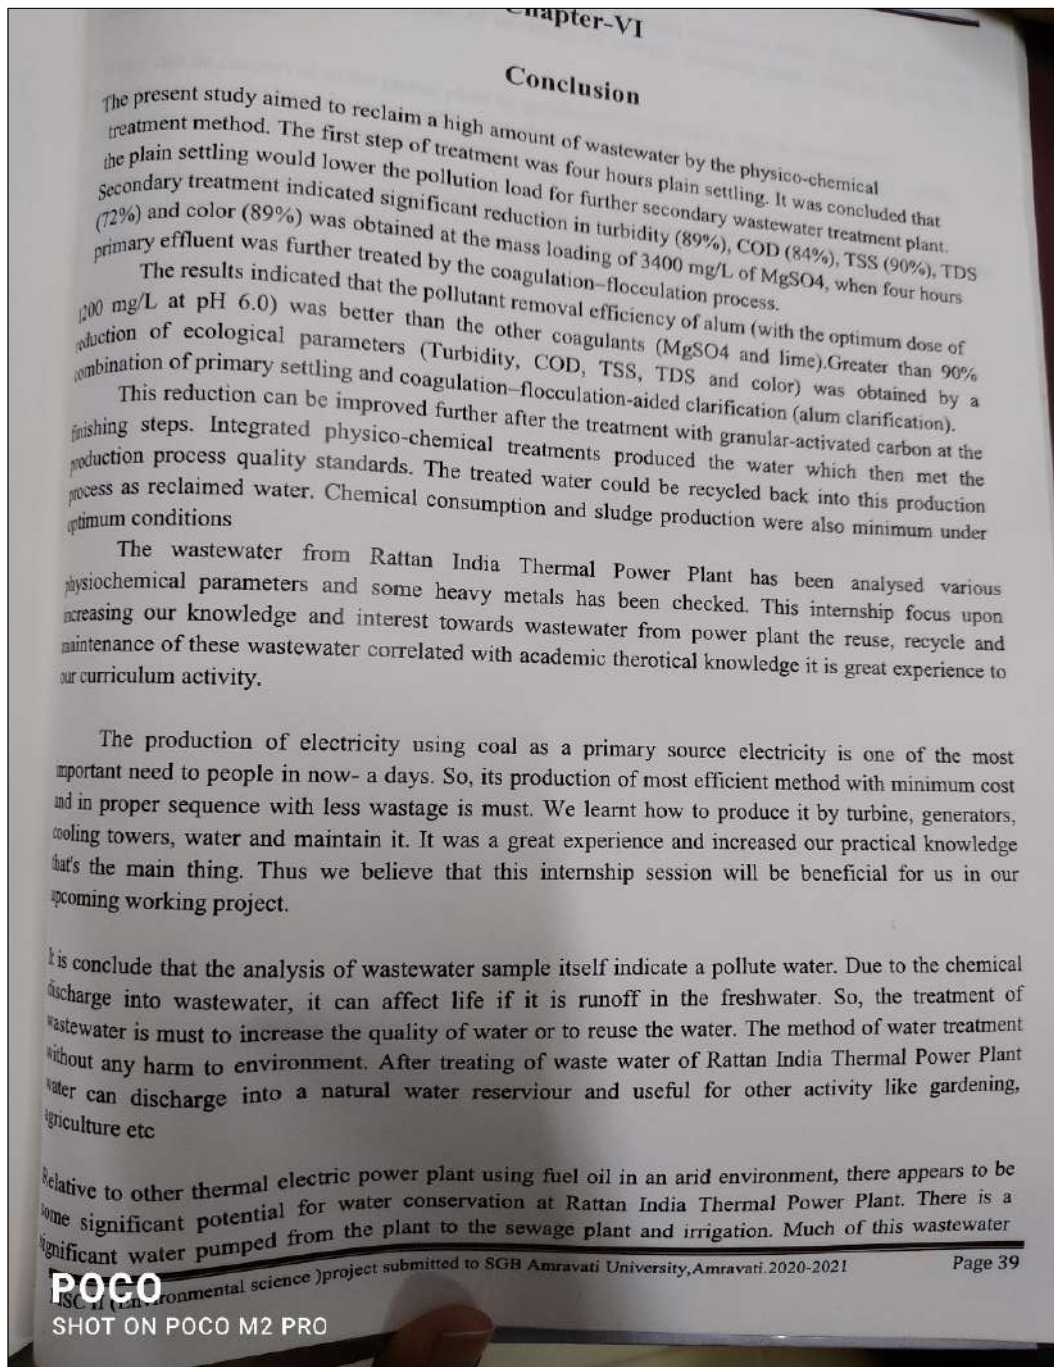 Chapter-VI
Conclusion
The present study aimed to reclaim a high amount of wastewater by the physico-chemical
treatment method. The first step of treatment was four hours plain settling. It was concluded that
the plain settling would lower the pollution load for further secondary wastewater treatment plant.
Secondary treatment indicated significant reduction in turbidity (89%), COD (84%), TSS (90%), TDS
(72%) and color (89%) was obtained at the mass loading of 3400 mg/L of MgSO4, when four hours
primary effluent was further treated by the coagulation–flocculation process.
The results indicated that the pollutant removal efficiency of alum (with the optimum dose of
1200 mg/L at pH 6.0) was better than the other coagulants (MgSO4 and lime).Greater than 90%
reduction of ecological parameters (Turbidity, COD, TSS, TDS and color) was obtained by a
combination of primary settling and coagulation–flocculation-aided clarification (alum clarification).
This reduction can be improved further after the treatment with granular-activated carbon at the
finishing steps. Integrated physico-chemical treatments produced the water which then met the
production process quality standards. The treated water could be recycled back into this production
process as reclaimed water. Chemical consumption and sludge production were also minimum under
optimum conditions
The wastewater from Rattan India Thermal Power Plant has been analysed various
physiochemical parameters and some heavy metals has been checked. This internship focus upon
increasing our knowledge and interest towards wastewater from power plant the reuse, recycle and
maintenance of these wastewater correlated with academic therotical knowledge it is great experience to
our curriculum activity.
The production of electricity using coal as a primary source electricity is one of the most
important need to people in now- a days. So, its production of most efficient method with minimum cost
and in proper sequence with less wastage is must. We learnt how to produce it by turbine, generators,
cooling towers, water and maintain it. It was a great experience and increased our practical knowledge
that's the main thing. Thus we believe that this internship session will be beneficial for us in our
upcoming working project.
It is conclude that the analysis of wastewater sample itself indicate a pollute water. Due to the chemical
discharge into wastewater, it can affect life if it is runoff in the freshwater. So, the treatment of
wastewater is must to increase the quality of water or to reuse the water. The method of water treatment
without any harm to environment. After treating of waste water of Rattan India Thermal Power Plant
water can discharge into a natural water reserviour and useful for other activity like gardening,
agriculture etc
Relative to other thermal electric power plant using fuel oil in an arid environment, there appears to be
some significant potential for water conservation at Rattan India Thermal Power Plant. There is a
significant water pumped from the plant to the sewage plant and irrigation. Much of this wastewater
(Environmental science )project submitted to SGB Amravati University,Amravati.2020-2021 Page 39
POCO
SHOT ON POCO M2 PRO